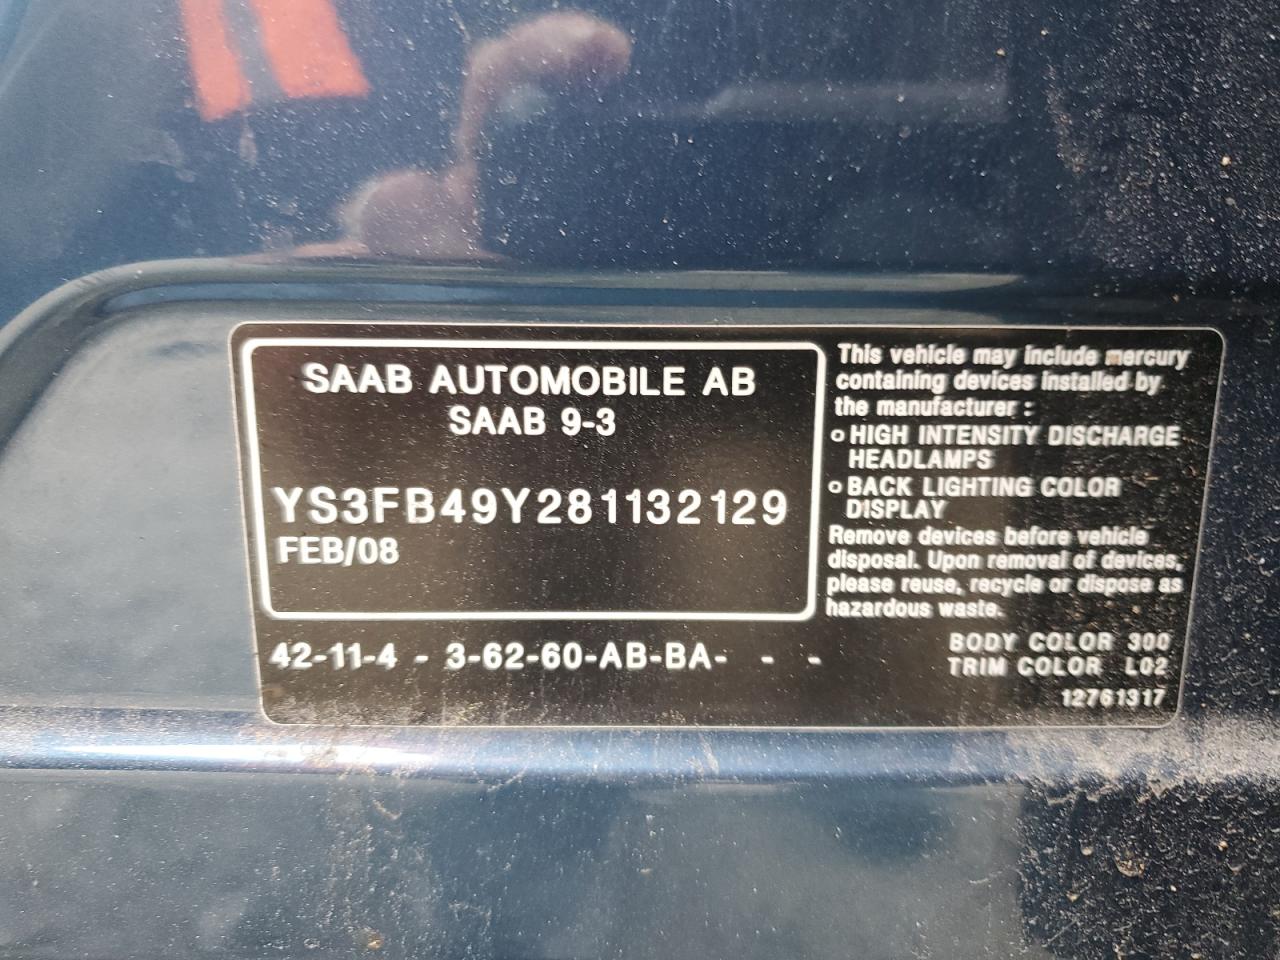 SAAB AUTOMOBILE AB
SAAB 9-3
YS3FB49Y281132129
FEB/08
42-11-4 - 3-62-60-AB-BA- - -
This vehicle may include mercury
containing devices installed by
the manufacturer :
o HIGH INTENSITY DISCHARGE
HEADLAMPS
o BACK LIGHTING COLOR
DISPLAY
Remove devices before vehicle
disposal. Upon removal of devices,
please reuse, recycle or dispose as
hazardous waste.
BODY COLOR 300
TRIM COLOR L02
12761317